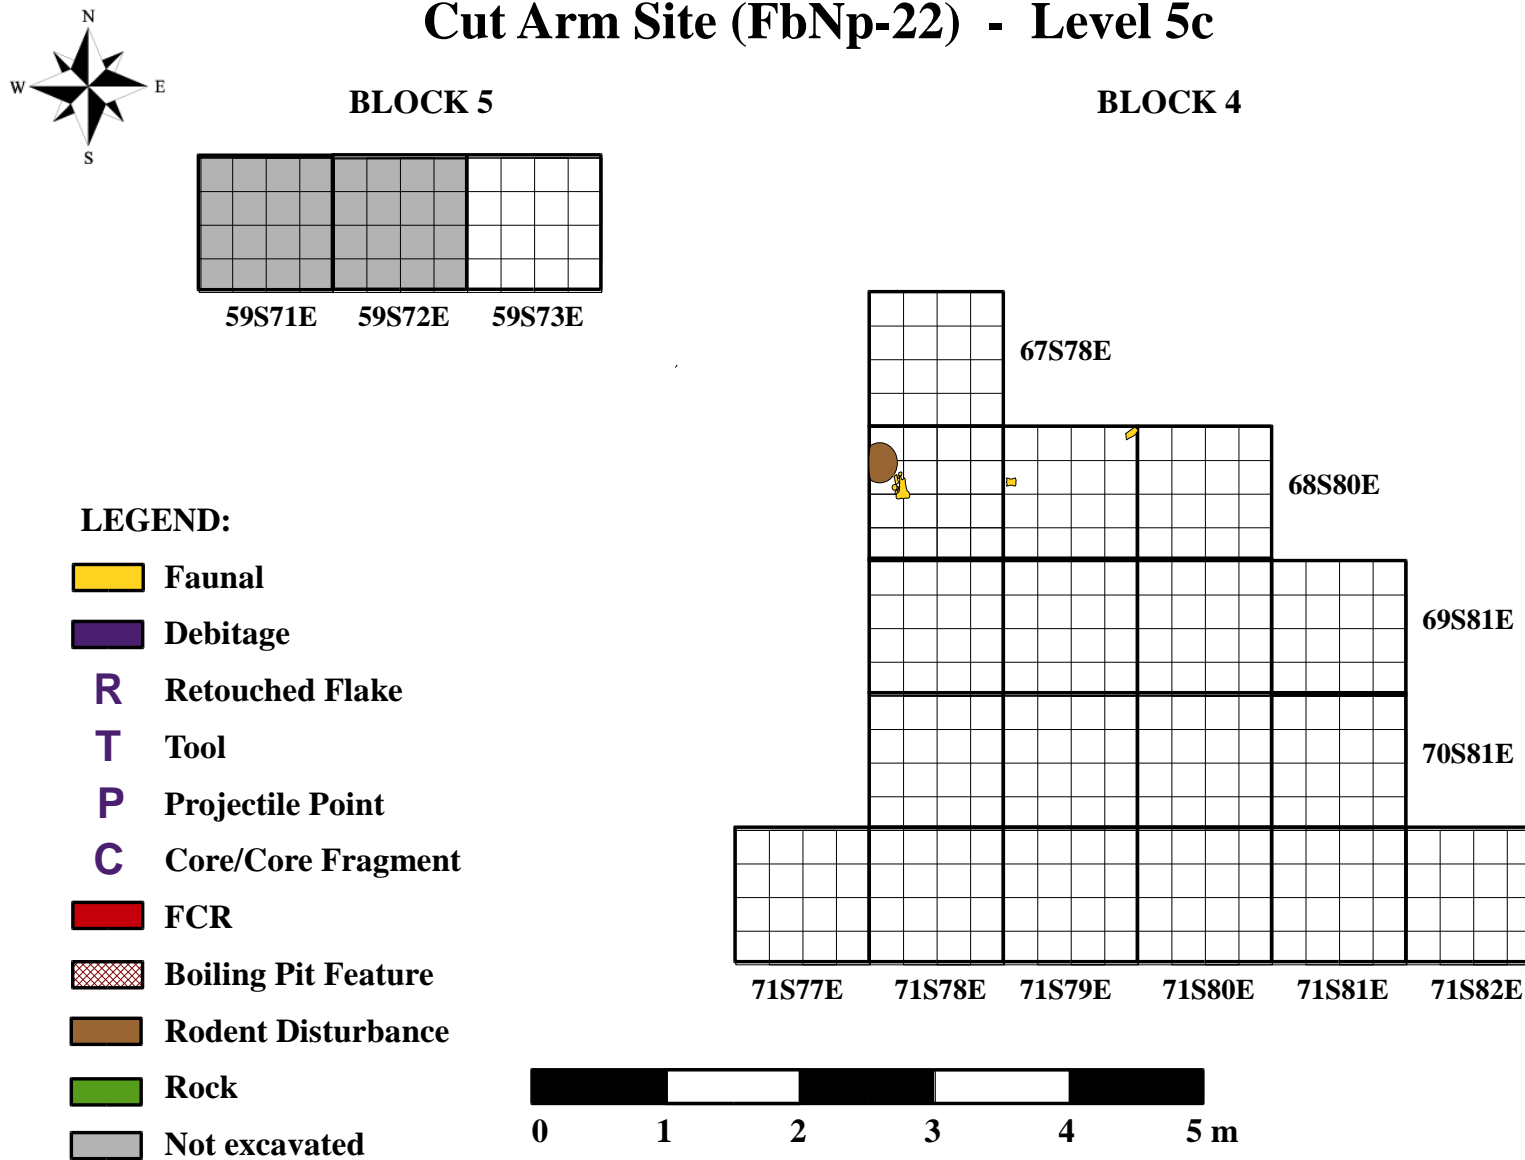 Cut Arm Site (FbNp-22) - Level 5c
N
W E
S
BLOCK 5
BLOCK 4
59S71E 59S72E 59S73E
67S78E
68S80E
69S81E
70S81E
71S77E 71S78E 71S79E 71S80E 71S81E 71S82E
LEGEND:
Faunal
Debitage
R Retouched Flake
T Tool
P Projectile Point
C Core/Core Fragment
FCR
Boiling Pit Feature
Rodent Disturbance
Rock
Not excavated
0 1 2 3 4 5 m